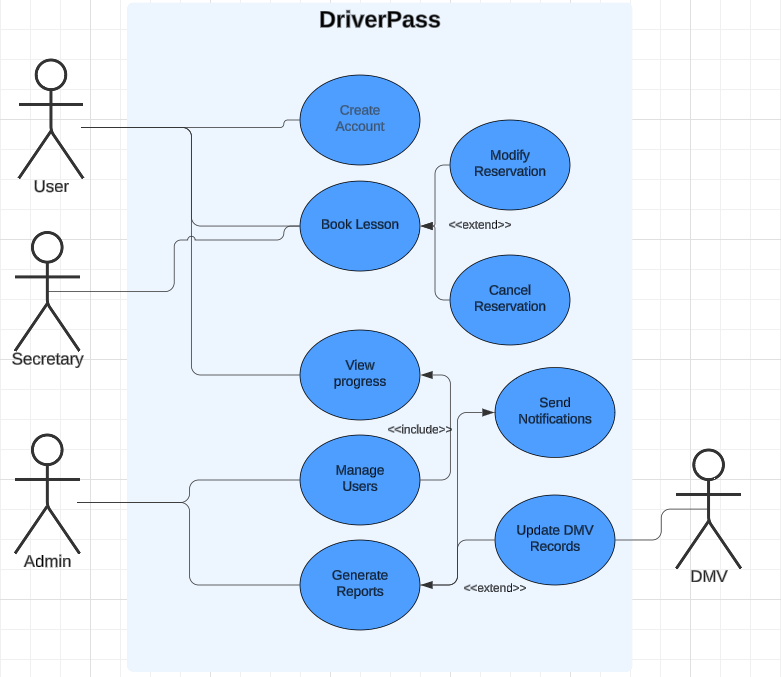 DriverPass
Create
Account
Modify
Reservation
User
Book Lesson
<<extend>>
Cancel
Reservation
Secretary
View
progress
Send
Notifications
<<include>>
Manage
Users
Update DMV
Records
Admin
Generate
Reports
DMV
<<extend>>